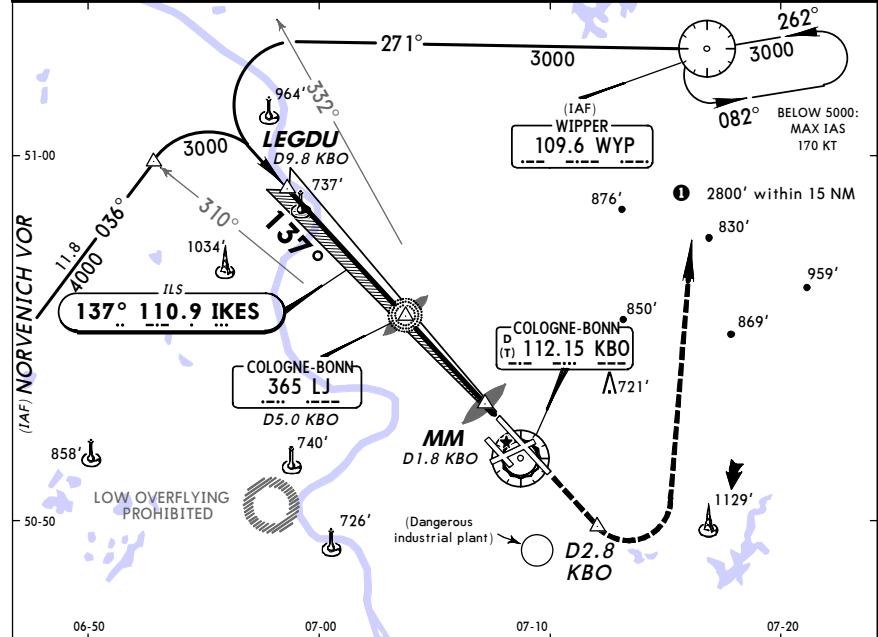 271°
262°
3000
3000
082°
BELOW 5000:
MAX IAS
170 KT
(IAF)
WIPPER
109.6 WYP
964'
332°
LEGDU
D9.8 KBO
3000
51-00
737'
876'
1 2800' within 15 NM
310°
137°
830'
036°
11.8
4000
1034'
(IAF) NORVENICH VOR
959'
ILS
137° 110.9 IKES
850'
869'
COLOGNE-BONN
D
(T) 112.15 KBO
COLOGNE-BONN
365 LJ
D5.0 KBO
721'
MM
D1.8 KBO
740'
858'
LOW OVERFLYING
PROHIBITED
1129'
50-50
726'
(Dangerous
industrial plant)
D2.8
KBO
06-50
07-00
07-10
07-20